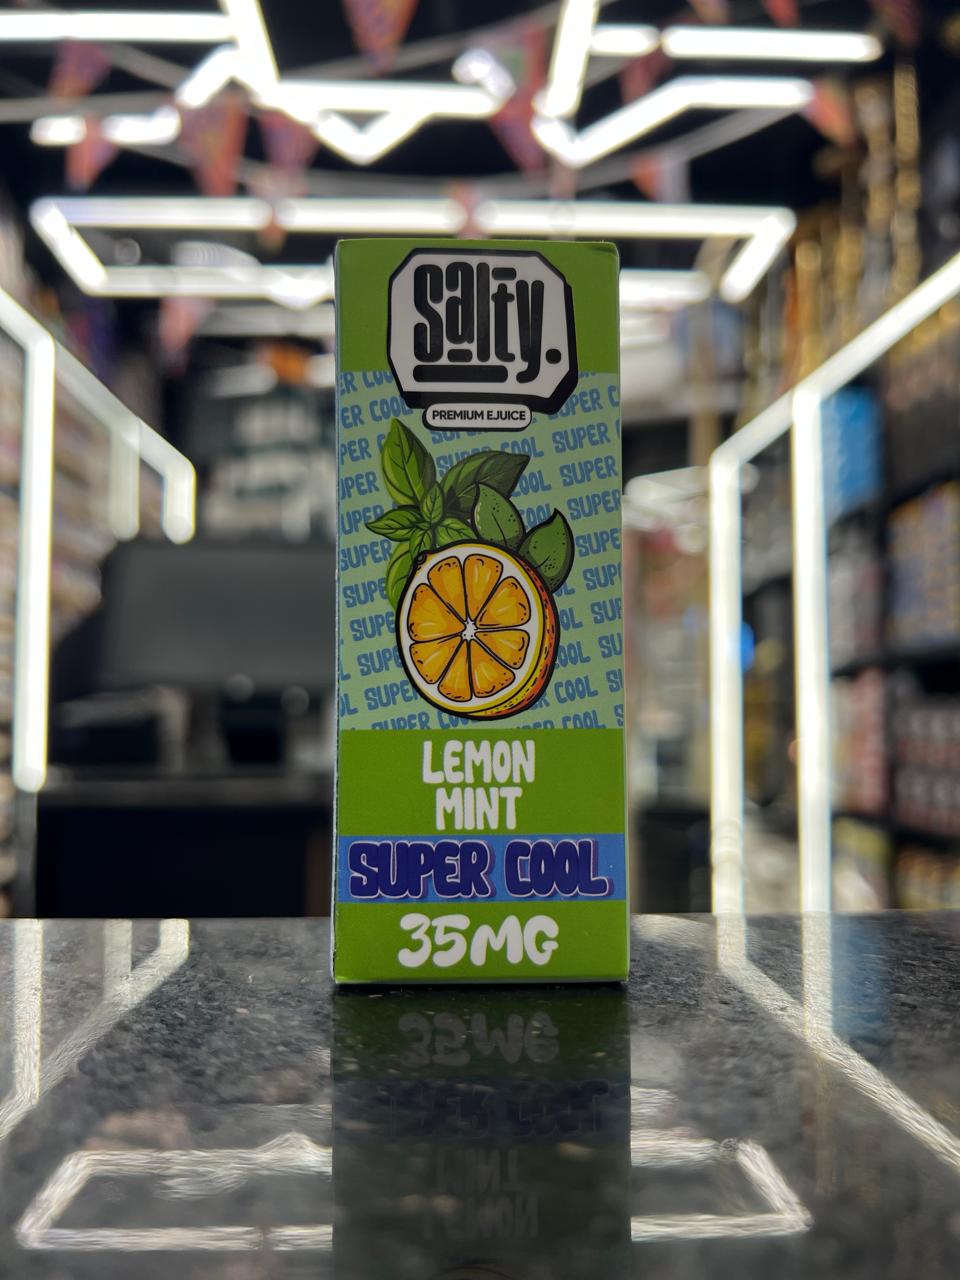 Salty.
PREMIUM EJUICE
SUPER COOL
LEMON
MINT
SUPER COOL
35MG